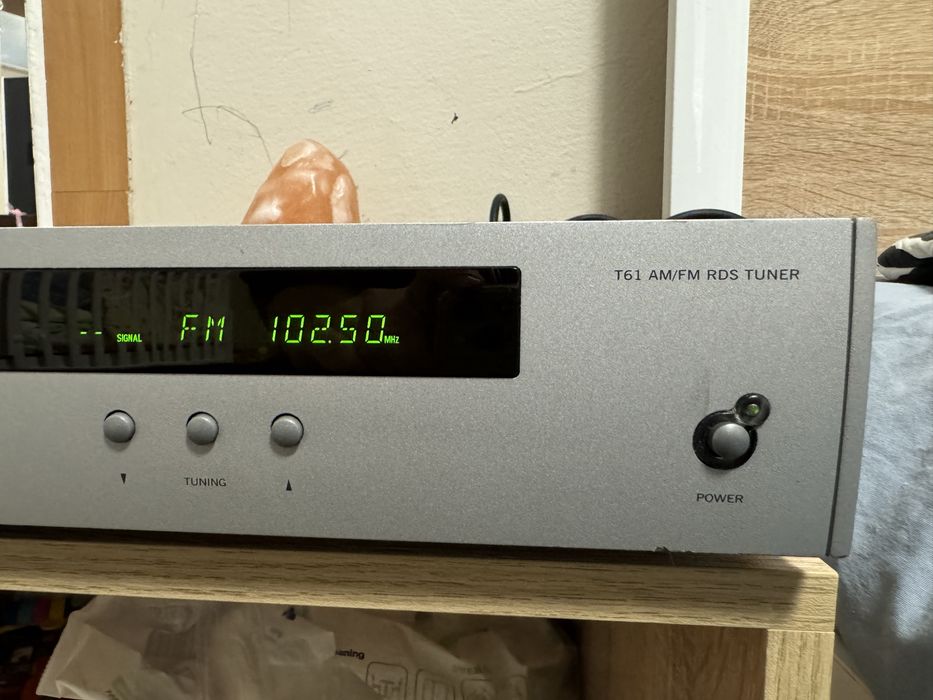 T61 AM/FM RDS TUNER
-- SIGNAL FM 102.50 MHz
▼ TUNING ▲
POWER